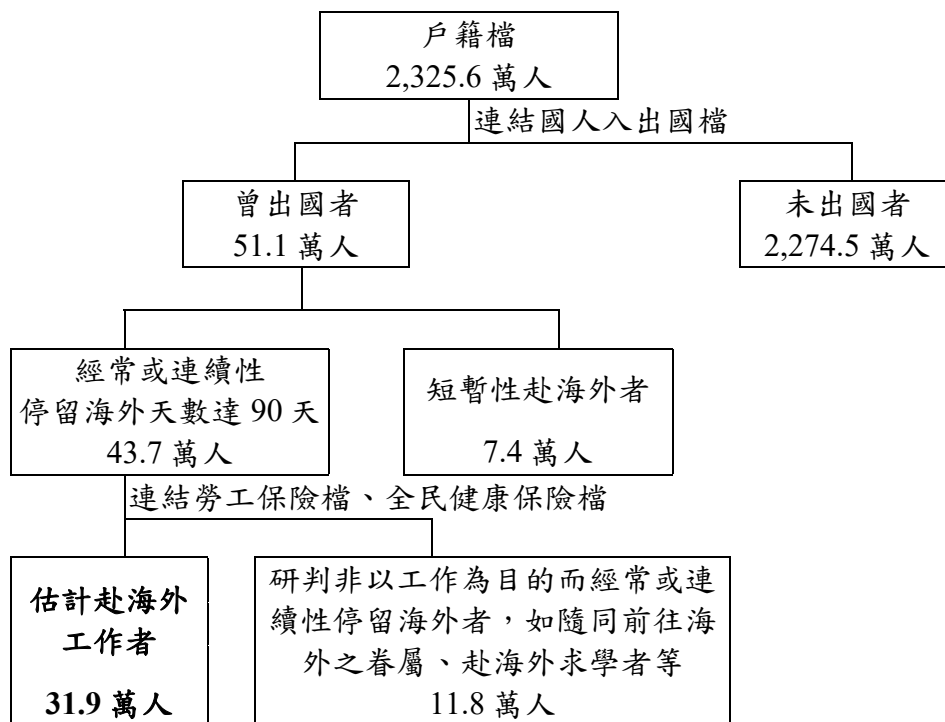 戶籍檔
2,325.6 萬人
連結國人入出國檔
曾出國者
51.1 萬人
未出國者
2,274.5 萬人
經常或連續性
停留海外天數達 90 天
43.7 萬人
短暫性赴海外者
7.4 萬人
連結勞工保險檔、全民健康保險檔
估計赴海外
工作者
31.9 萬人
研判非以工作為目的而經常或連
續性停留海外者，如隨同前往海
外之眷屬、赴海外求學者等
11.8 萬人